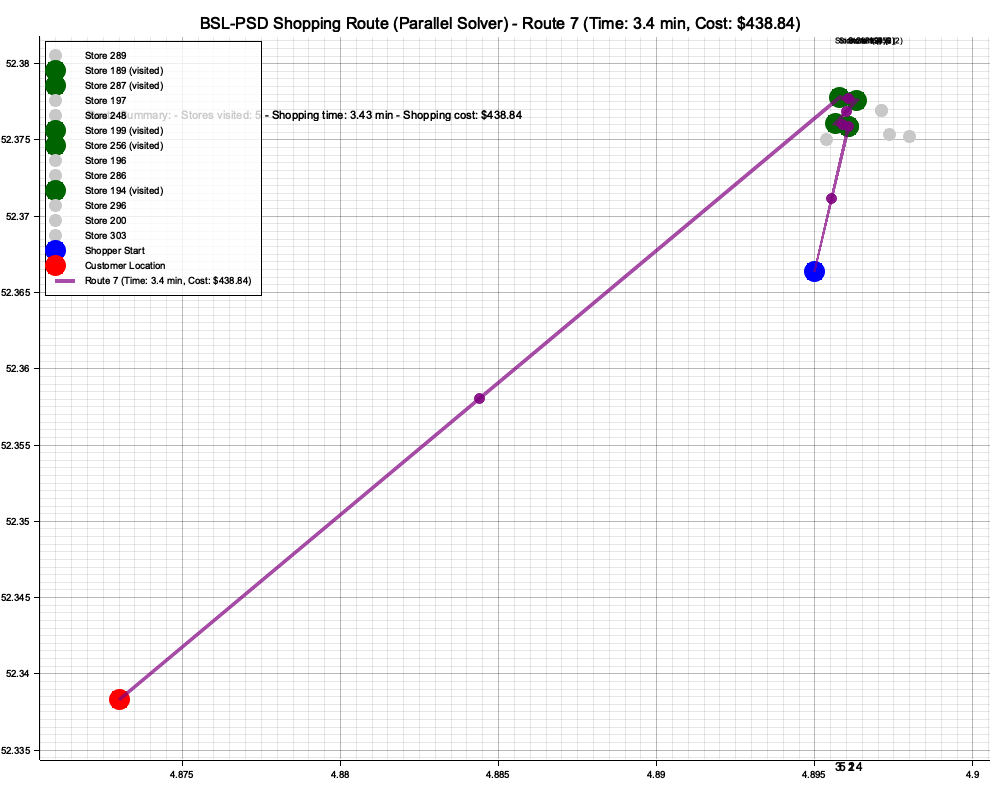 BSL-PSD Shopping Route (Parallel Solver) - Route 7 (Time: 3.4 min, Cost: $438.84)
Store 289
Store 189 (visited)
Store 287 (visited)
Store 197
Store 248
Summary: - Stores visited: 5 - Shopping time: 3.43 min - Shopping cost: $438.84
Store 199 (visited)
Store 256 (visited)
Store 196
Store 286
Store 194 (visited)
Store 296
Store 200
Store 303
Shopper Start
Customer Location
Route 7 (Time: 3.4 min, Cost: $438.84)
52.38
52.375
52.37
52.365
52.36
52.355
52.35
52.345
52.34
52.335
4.875
4.88
4.885
4.89
4.895
4.9